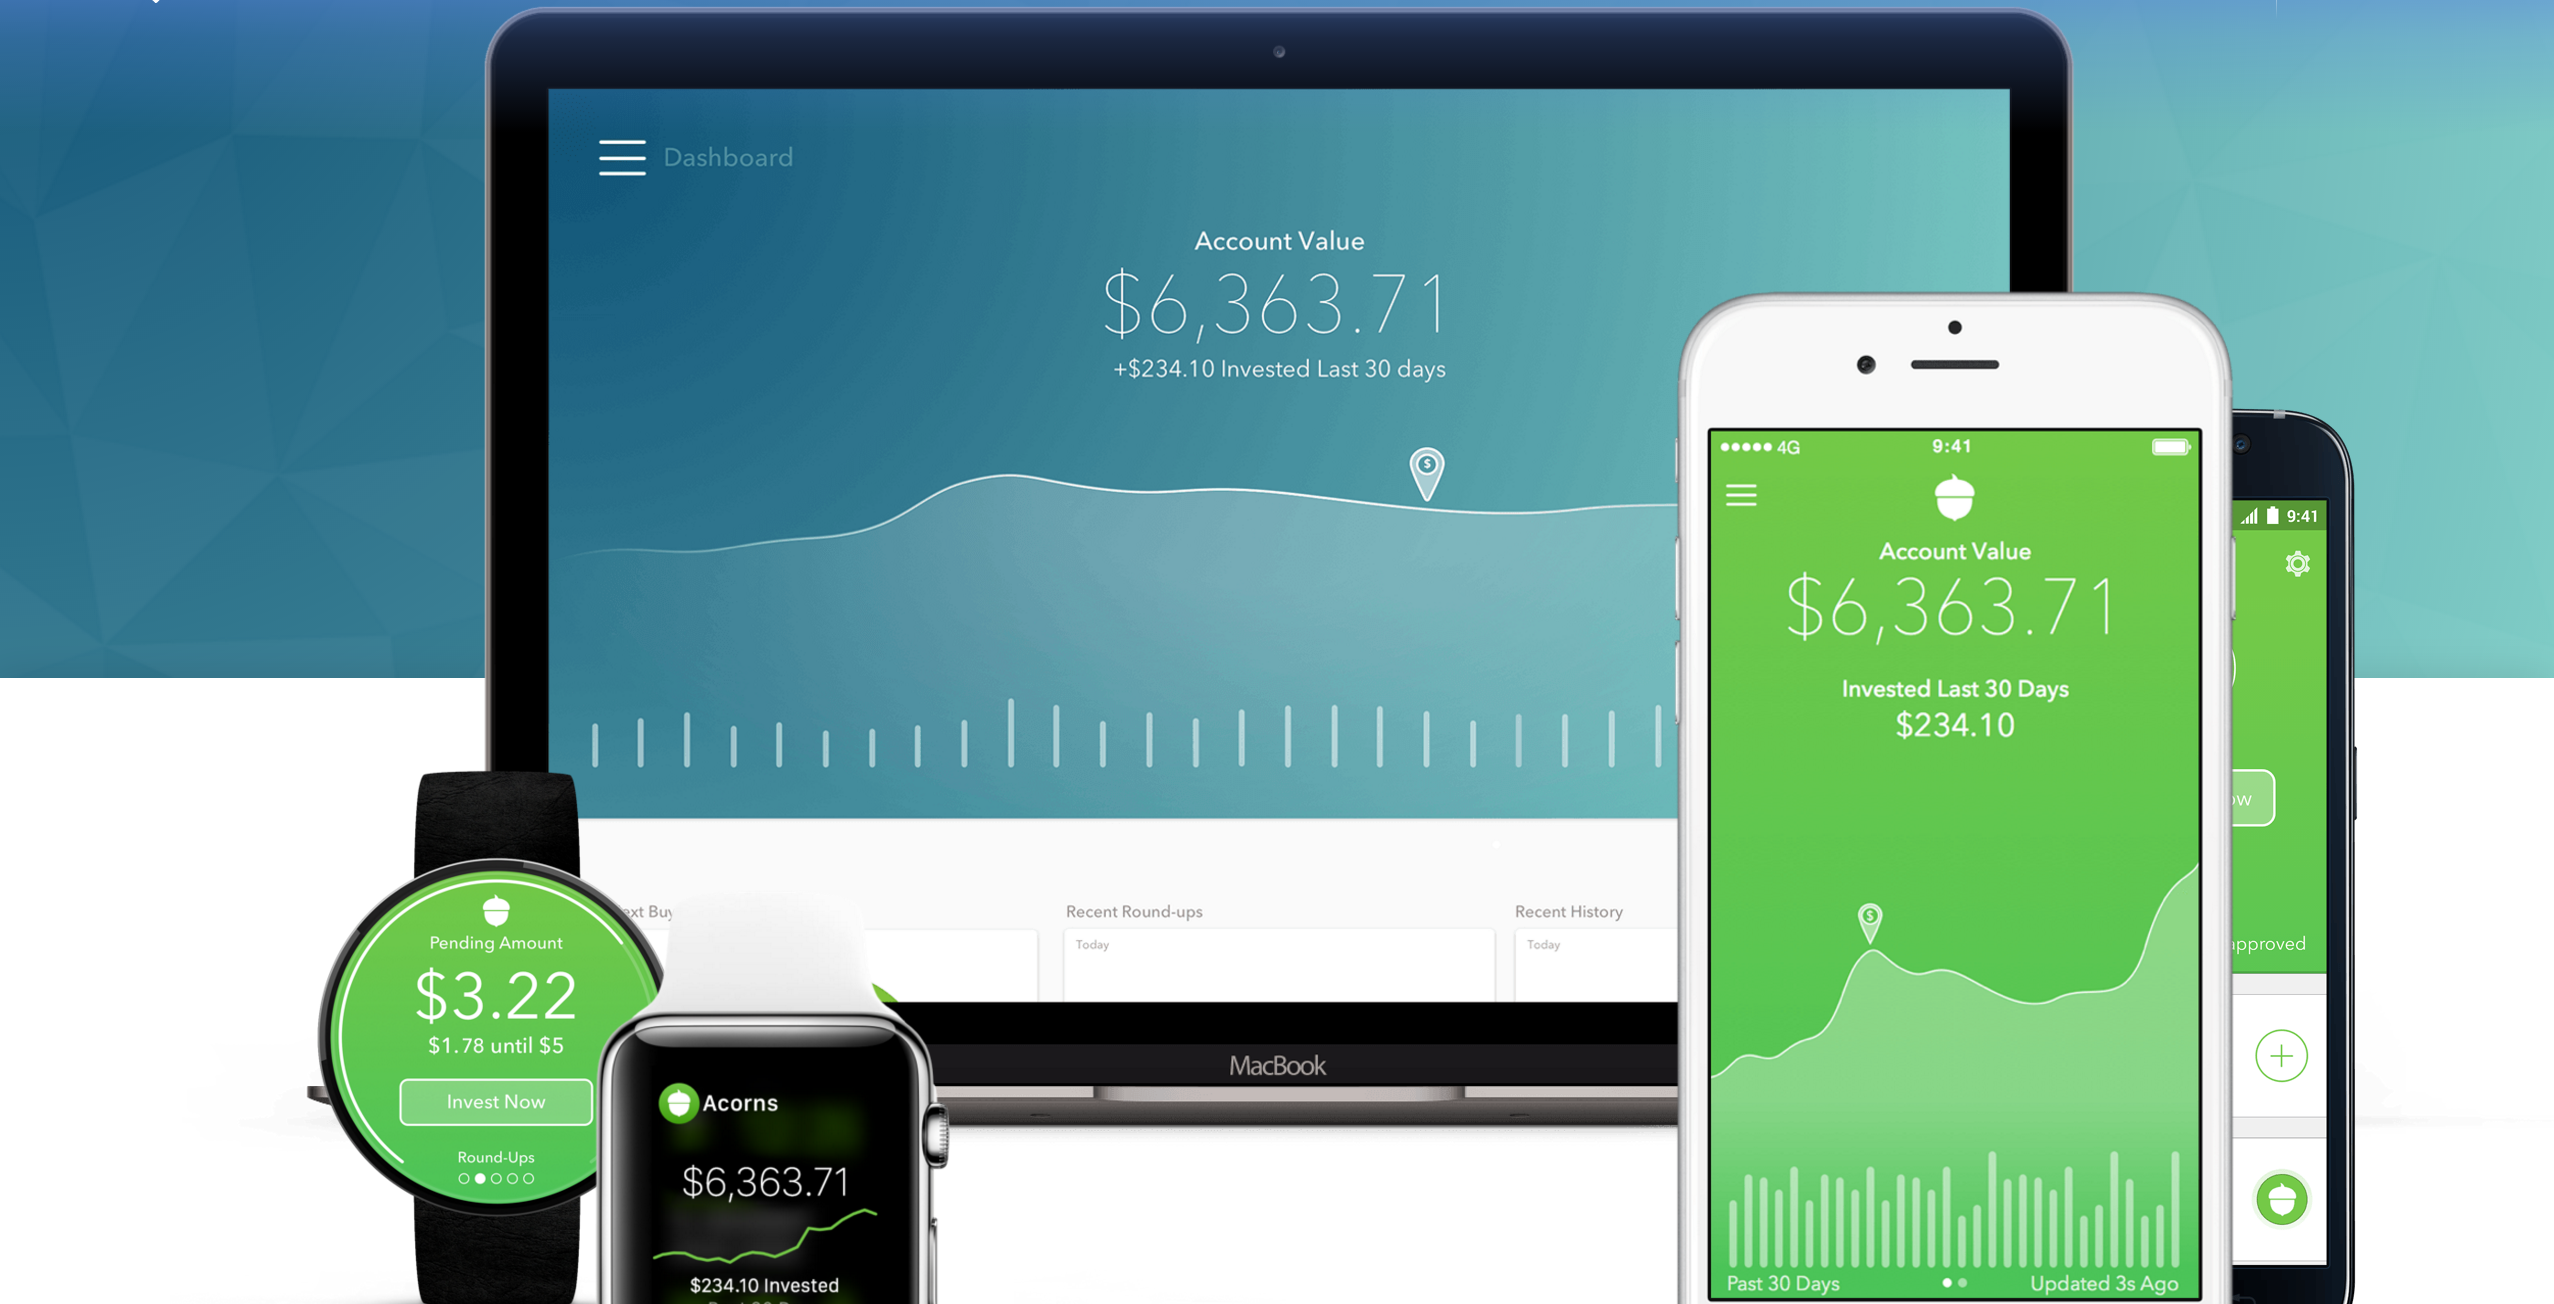 Dashboard
Account Value
$6,363.71
+$234.10 Invested Last 30 days
$
Recent Round-ups
Today
Recent History
Today
MacBook
Pending Amount
$3.22
$1.78 until $5
Invest Now
Round-Ups
Acorns
$6,363.71
$234.10 Invested
4G
9:41
Account Value
$6,363.71
Invested Last 30 Days
$234.10
$
Past 30 Days
Updated 3s Ago
9:41
approved